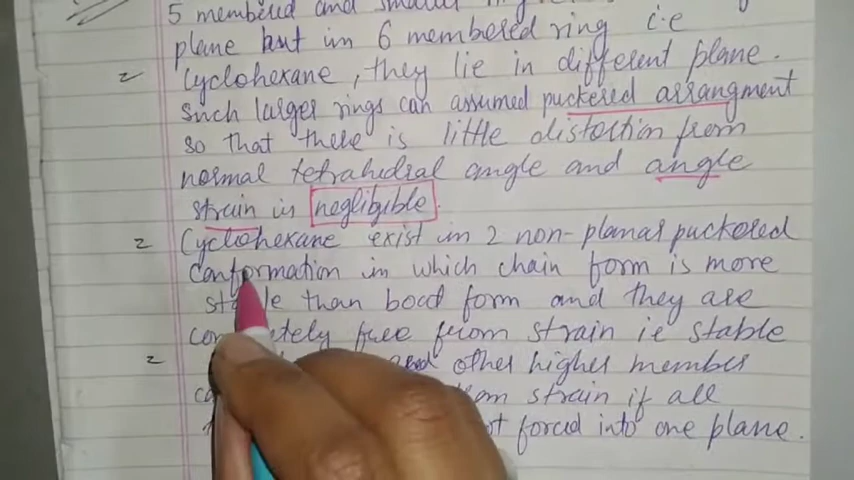 5 membered and smaller
plane but in 6 membered ring i.e
Cyclohexane, they lie in different plane.
Such larger rings can assumed puckered arrangment
so that there is little distortion from
normal tetrahedral angle and angle
strain is negligible.
Cyclohexane exist in 2 non-planar puckered
conformation in which chain form is more
stable than boat form and they are
completely free from strain ie stable
other higher member
strain if all
forced into one plane.